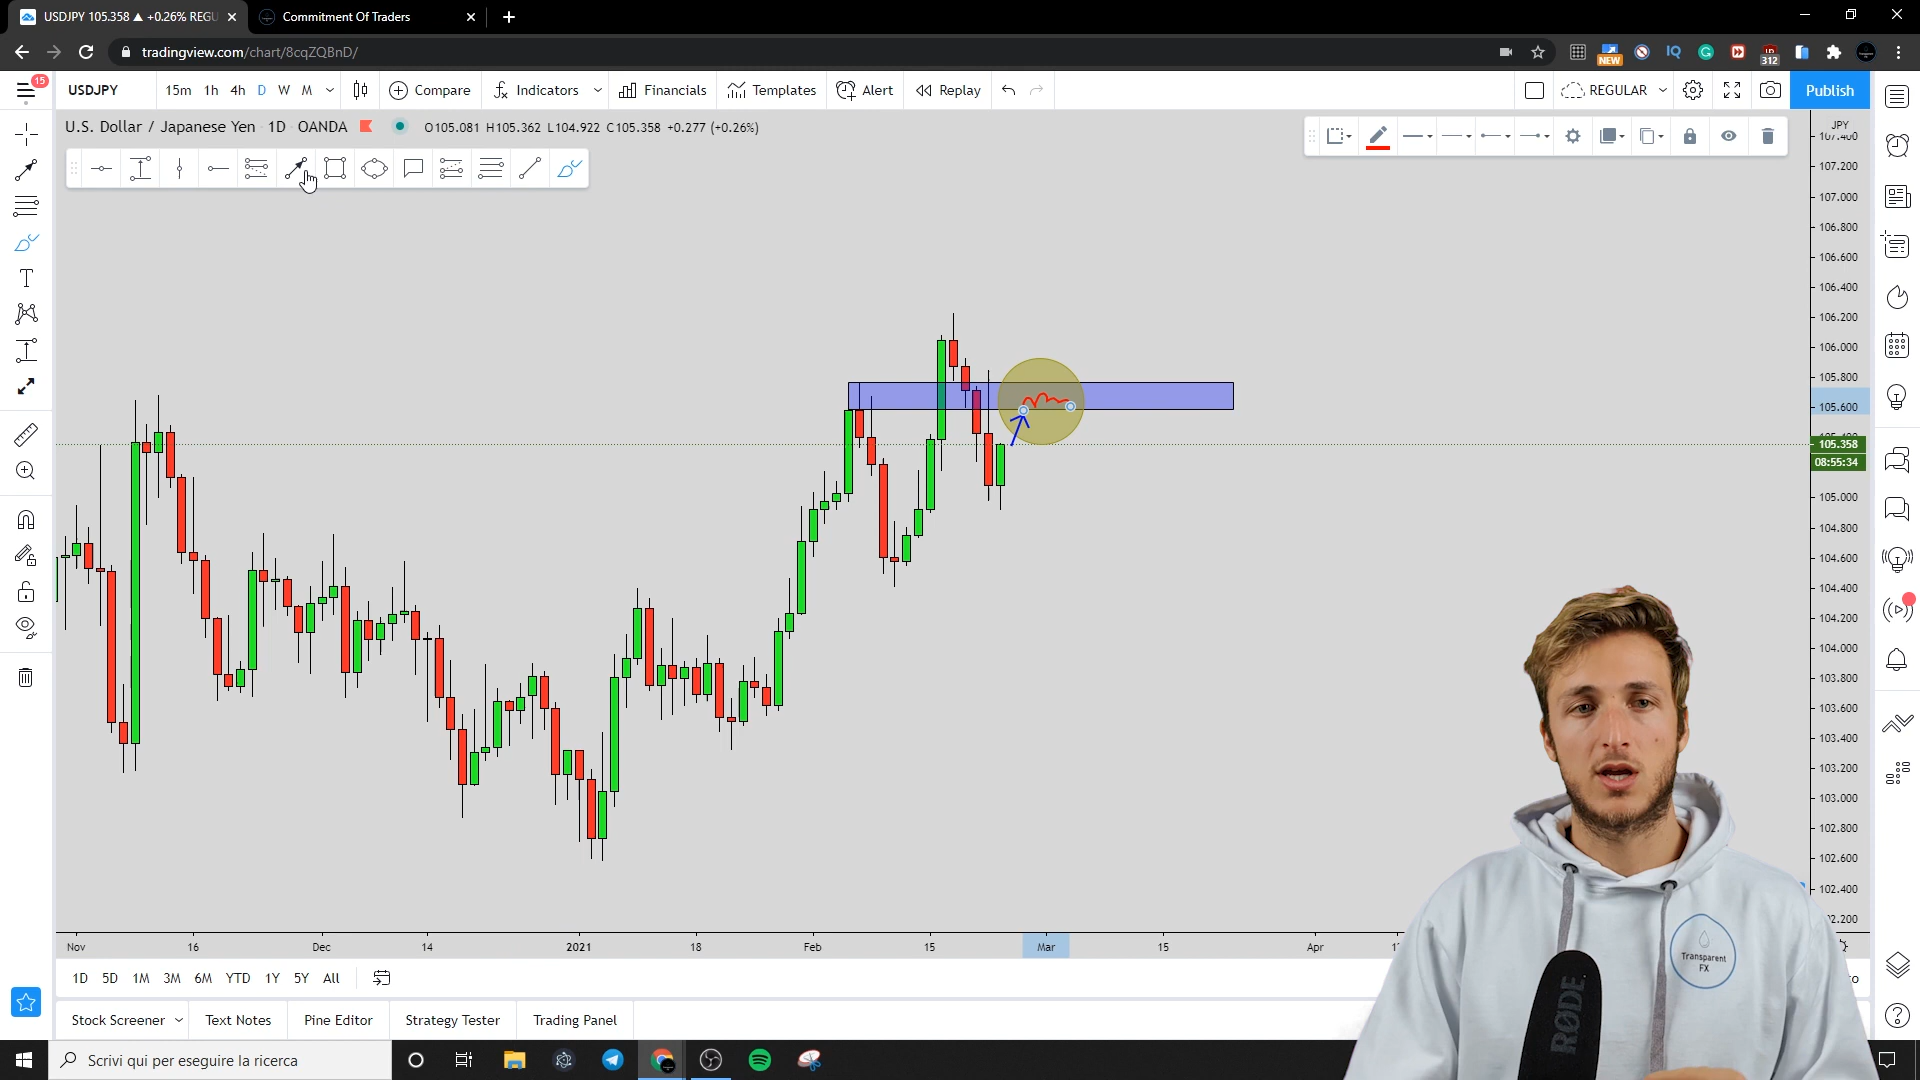 USDJPY 105.358 ▲ +0.26% REGU
Commitment Of Traders
tradingview.com/chart/8cqZQBnD/
NEW
IQ
312
15
USDJPY
15m 1h 4h D W M
Compare
Indicators
Financials
Templates
Alert
Replay
REGULAR
Publish
U.S. Dollar / Japanese Yen 1D OANDA
O105.081 H105.362 L104.922 C105.358 +0.277 (+0.26%)
JPY
107.400
107.200
107.000
106.800
106.600
106.400
106.200
106.000
105.800
105.600
105.358
08:55:34
105.000
104.800
104.600
104.400
104.200
104.000
103.800
103.600
103.400
103.200
103.000
102.800
102.600
102.400
Nov 16 Dec 14 2021 18 Feb 15 Mar 15 Apr
1D 5D 1M 3M 6M YTD 1Y 5Y All
Transparent
FX
RØDE
Stock Screener
Text Notes
Pine Editor
Strategy Tester
Trading Panel
Scrivi qui per eseguire la ricerca